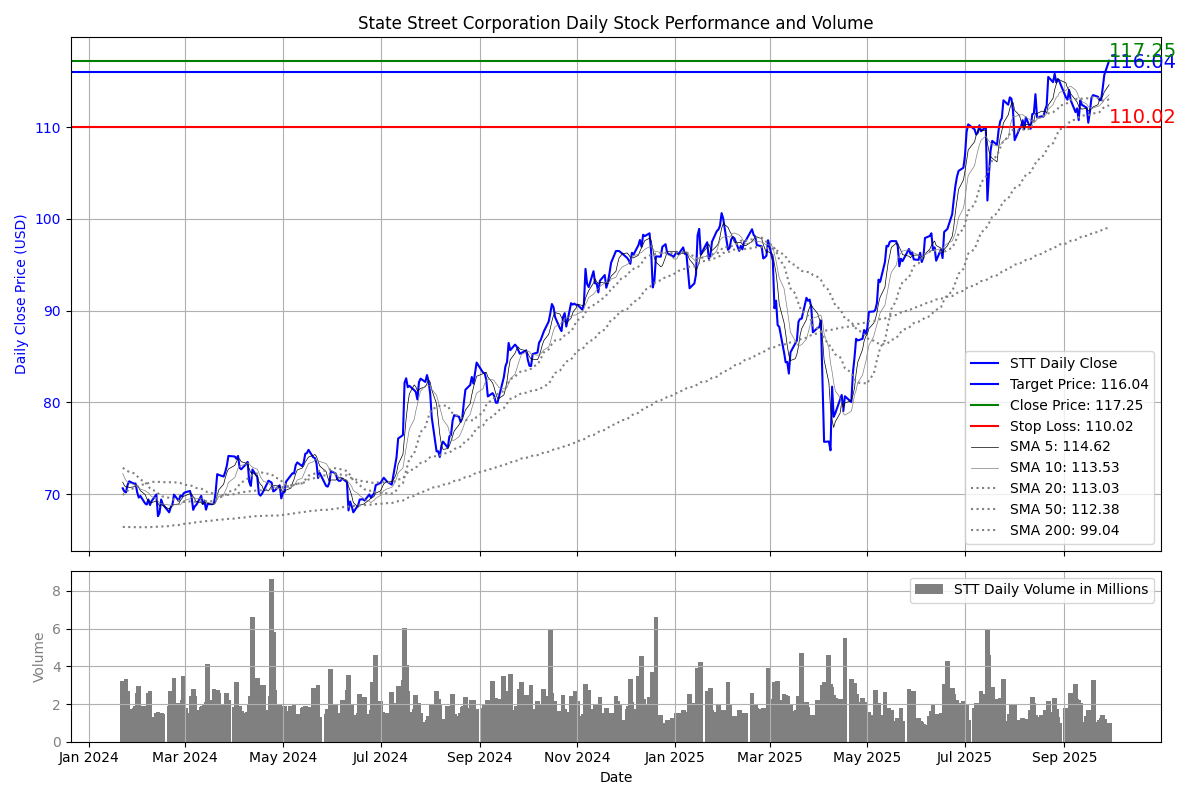 State Street Corporation Daily Stock Performance and Volume
117.25
116.04
110.02
Daily Close Price (USD)
110
100
90
80
70
STT Daily Close
Target Price: 116.04
Close Price: 117.25
Stop Loss: 110.02
SMA 5: 114.62
SMA 10: 113.53
SMA 20: 113.03
SMA 50: 112.38
SMA 200: 99.04
Volume
8
6
4
2
0
STT Daily Volume in Millions
Jan 2024 Mar 2024 May 2024 Jul 2024 Sep 2024 Nov 2024 Jan 2025 Mar 2025 May 2025 Jul 2025 Sep 2025
Date